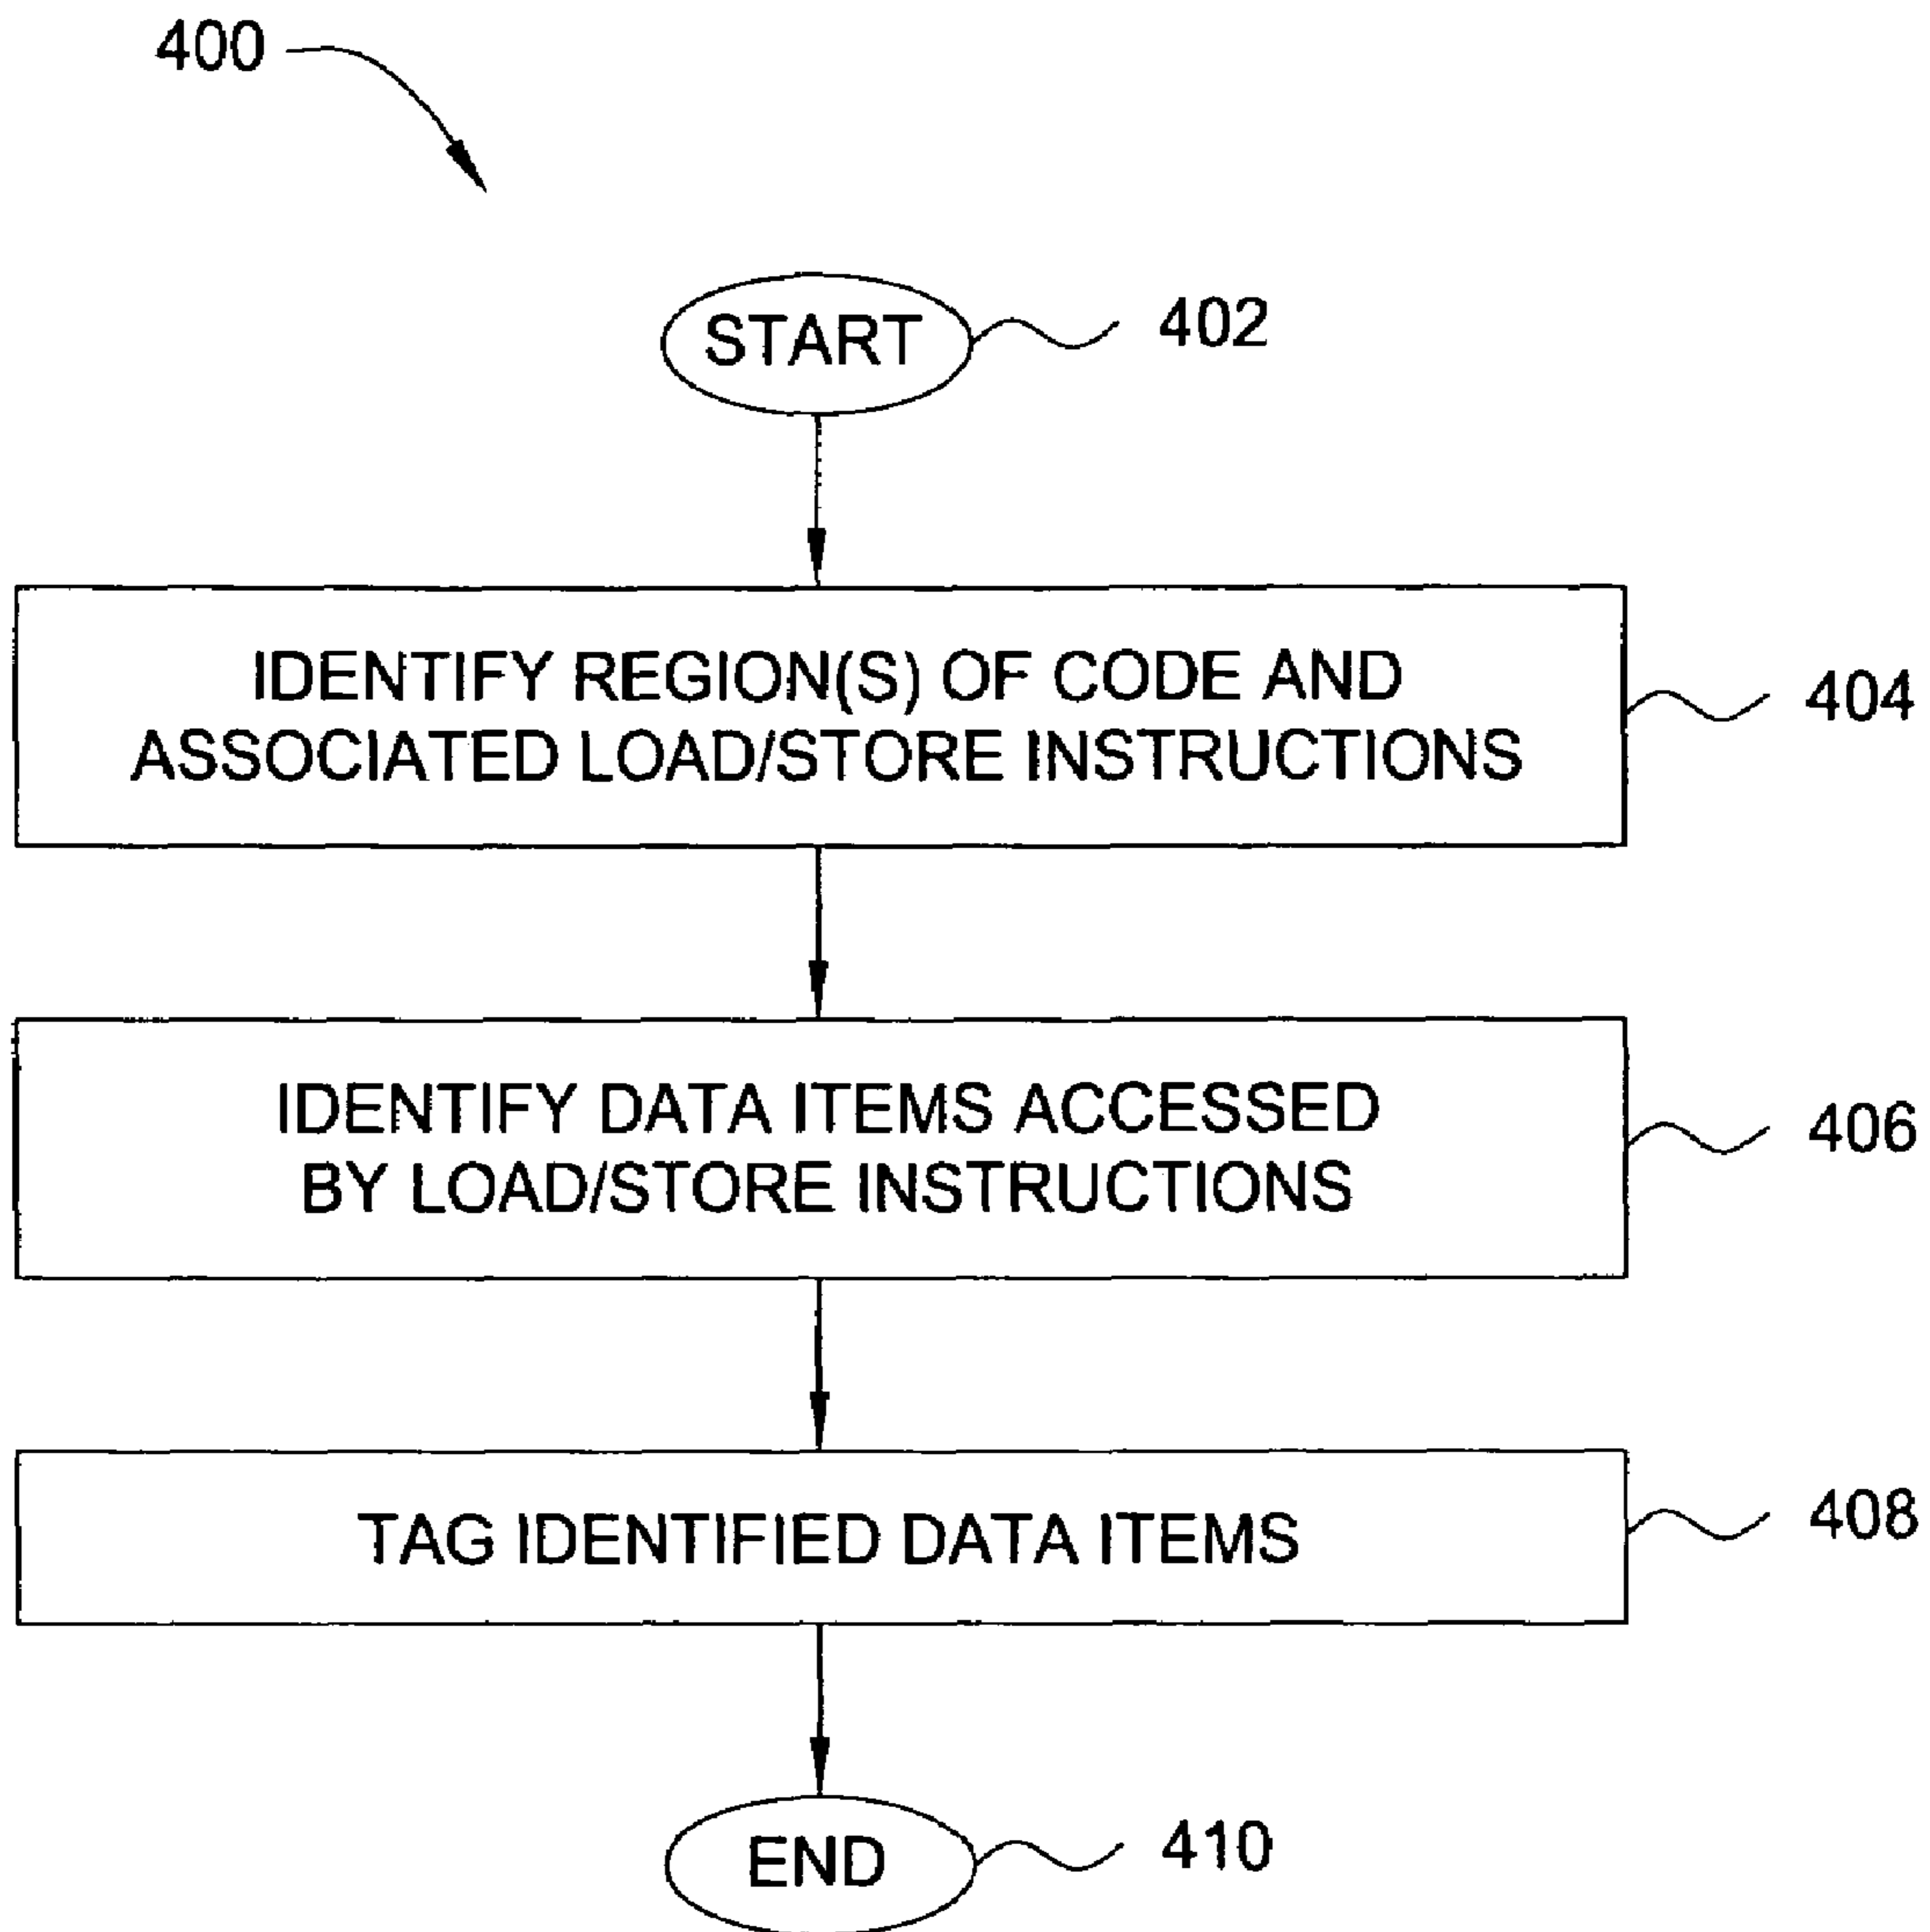 400
START
402
IDENTIFY REGION(S) OF CODE AND
ASSOCIATED LOAD/STORE INSTRUCTIONS
404
IDENTIFY DATA ITEMS ACCESSED
BY LOAD/STORE INSTRUCTIONS
406
TAG IDENTIFIED DATA ITEMS
408
END
410